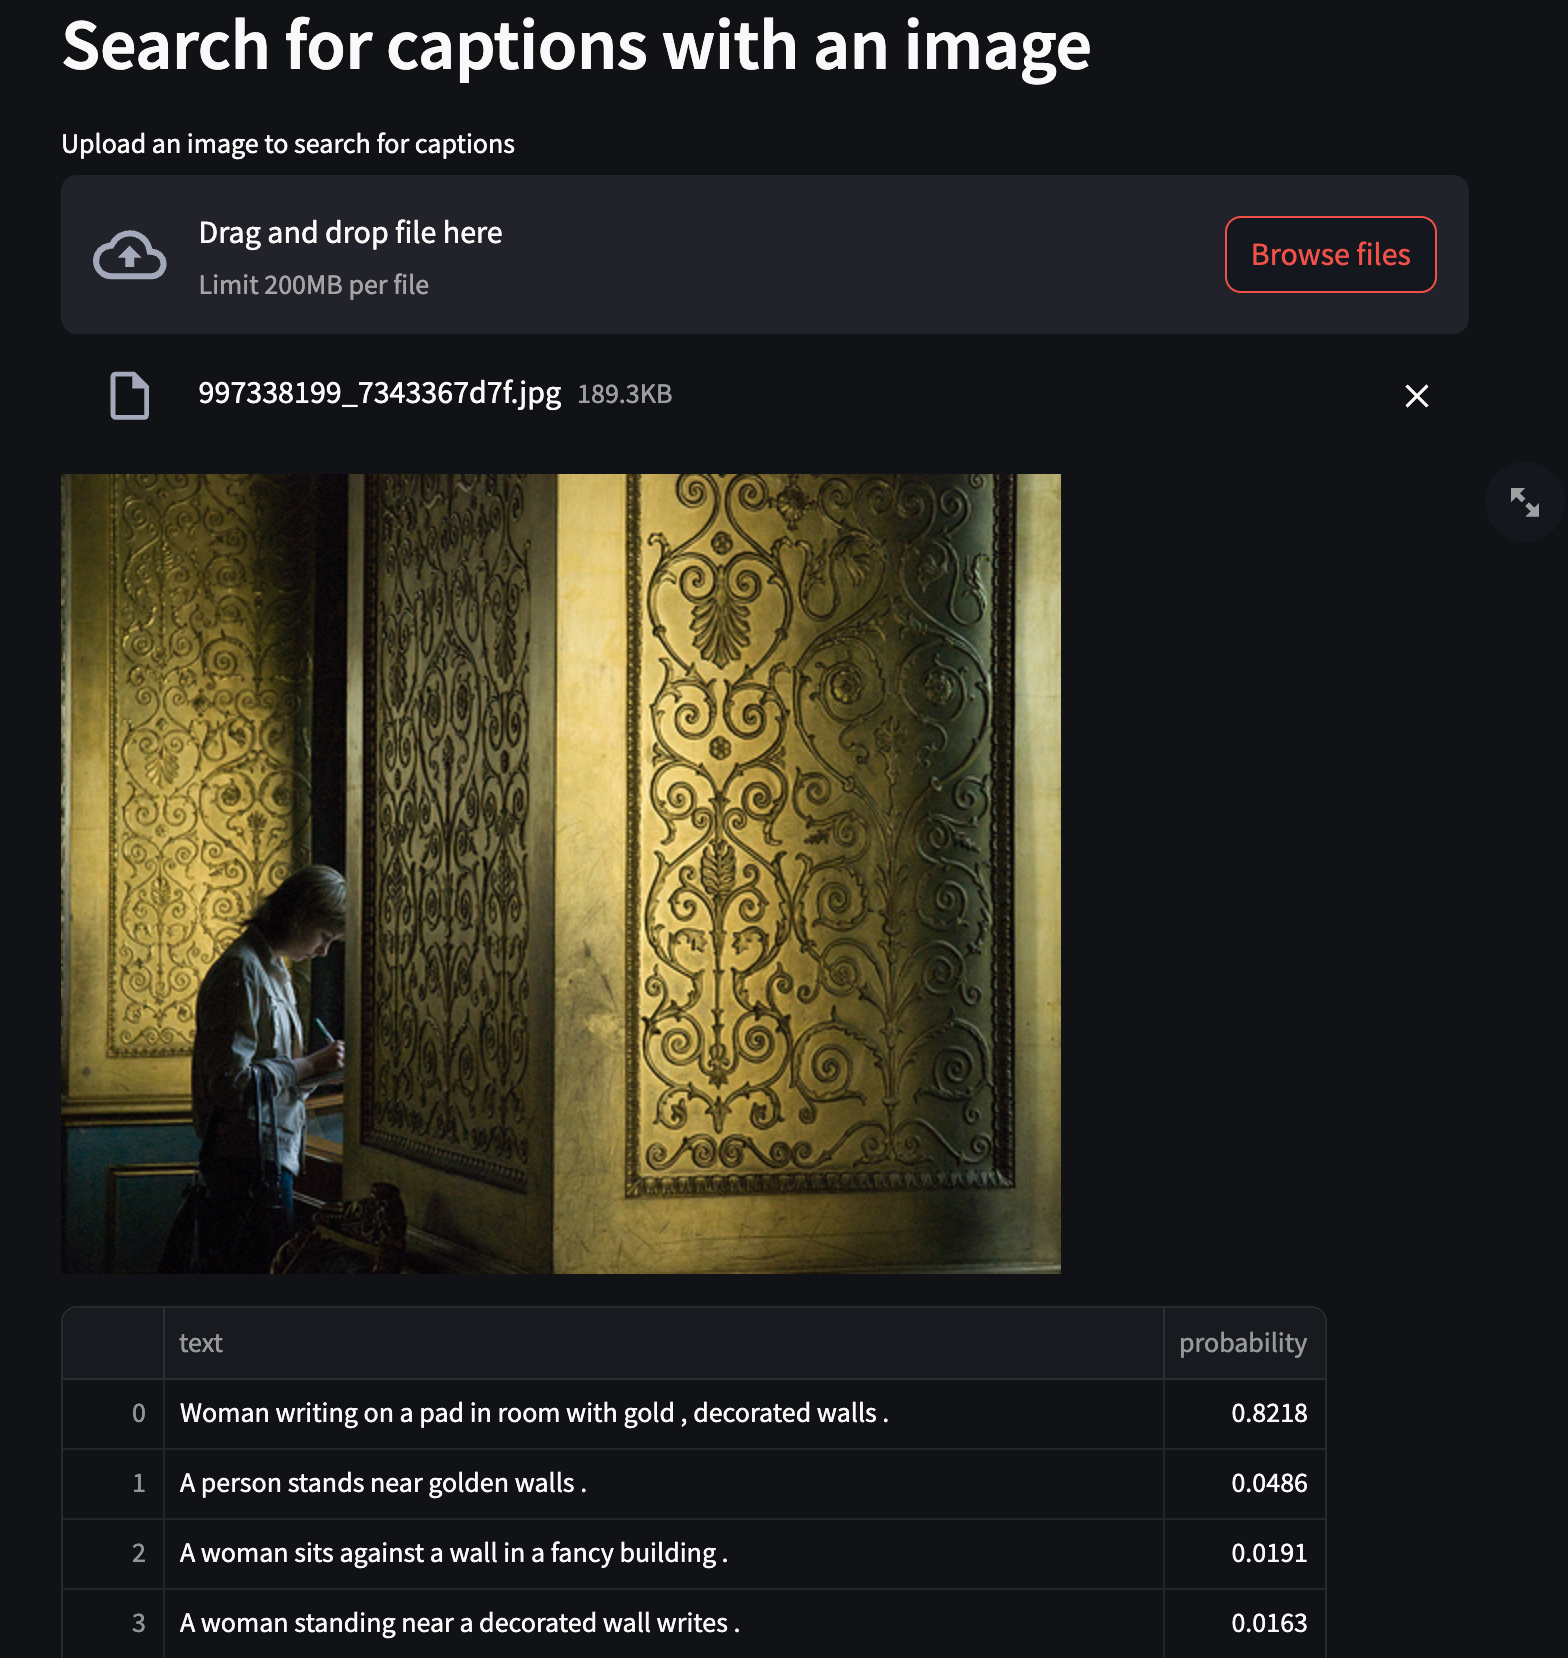 Search for captions with an image
Upload an image to search for captions
Drag and drop file here
Limit 200MB per file
Browse files
997338199_7343367d7f.jpg 189.3KB
text probability
0 Woman writing on a pad in room with gold , decorated walls . 0.8218
1 A person stands near golden walls . 0.0486
2 A woman sits against a wall in a fancy building . 0.0191
3 A woman standing near a decorated wall writes . 0.0163